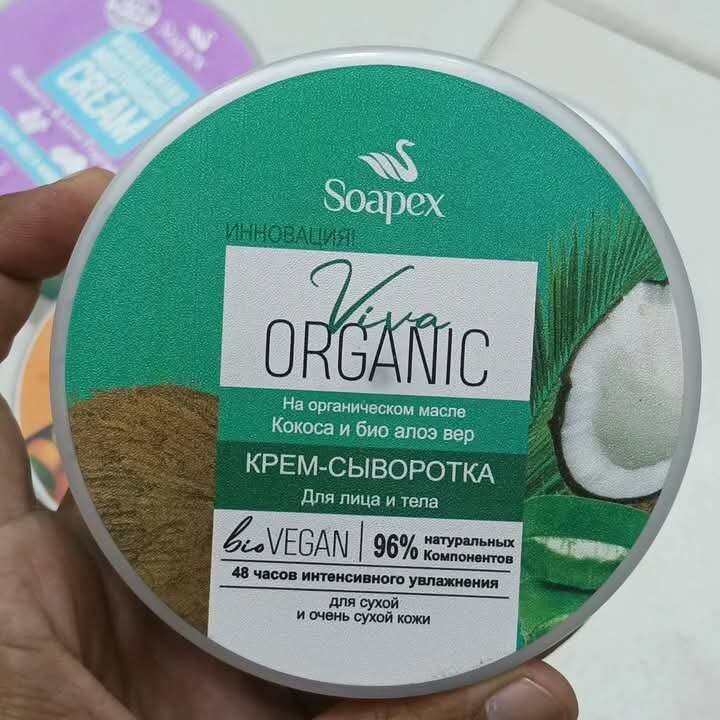 Soapex
ИННОВАЦИЯ!
Viva
ORGANIC
На органическом масле
Кокоса и био алоэ вер
КРЕМ-СЫВОРОТКА
Для лица и тела
bio VEGAN 96% натуральных
Компонентов
48 часов интенсивного увлажнения
для сухой
и очень сухой кожи
Soapex
CREAM